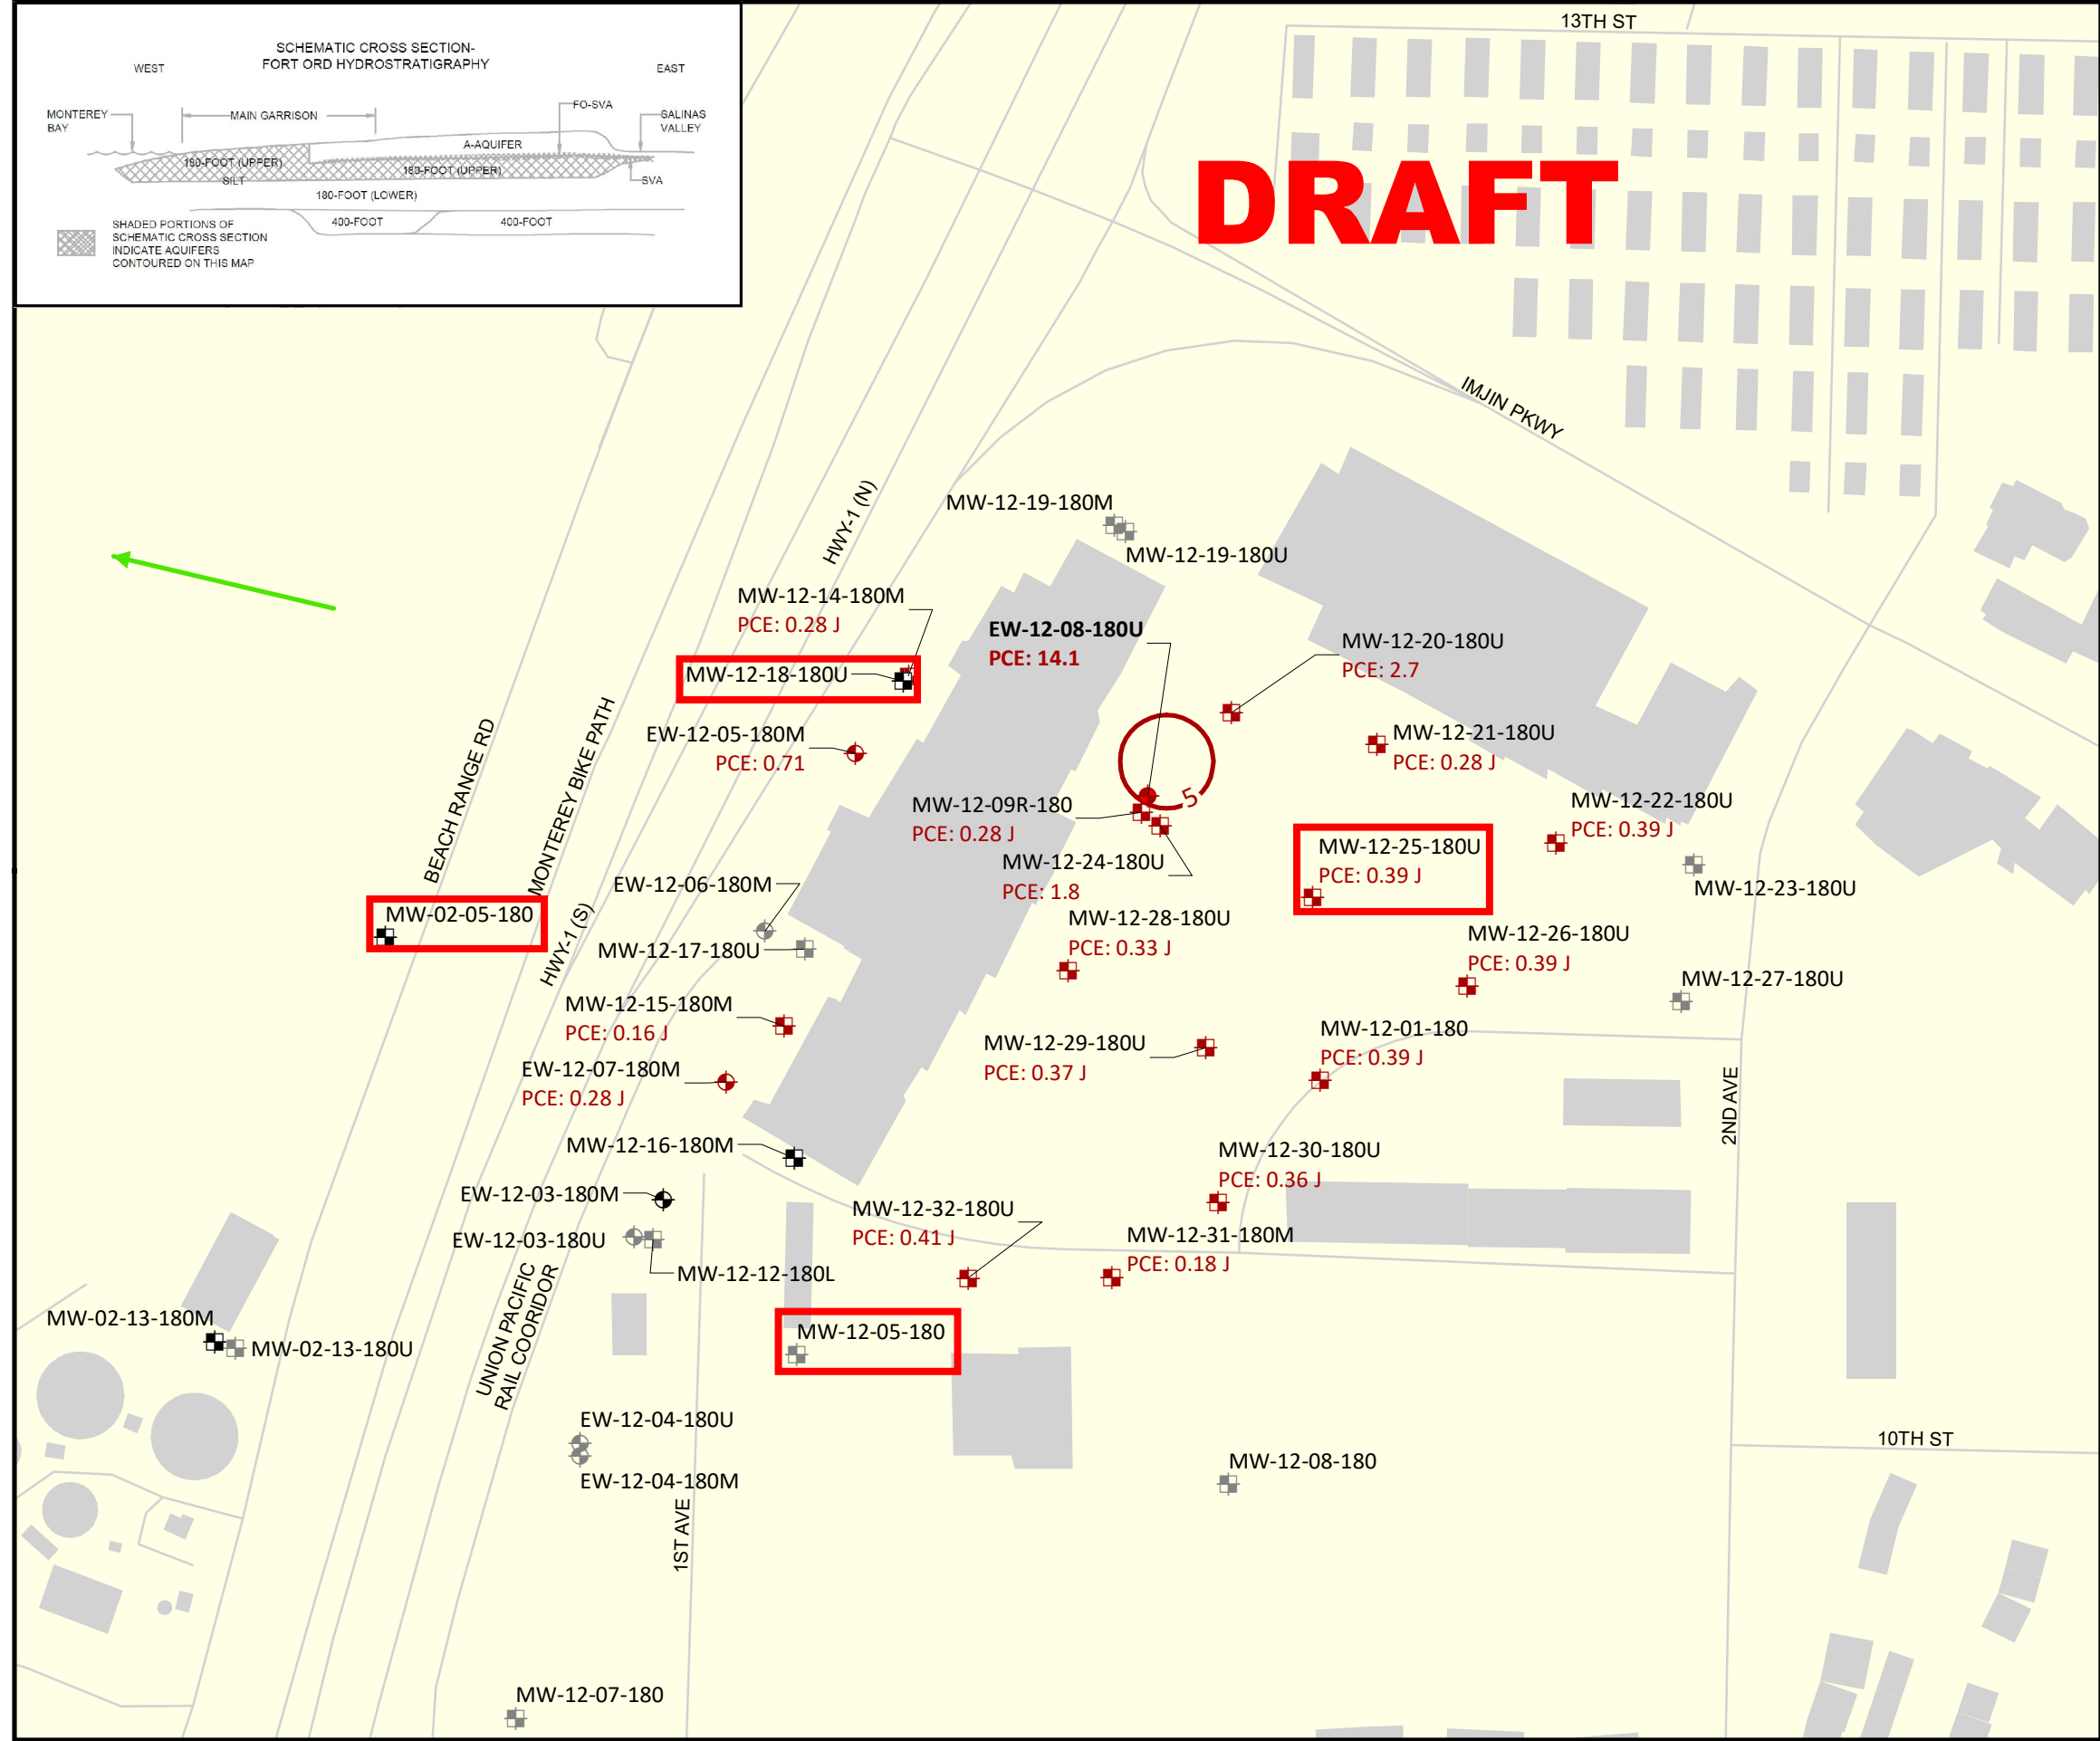 SCHEMATIC CROSS SECTION-
FORT ORD HYDROSTRATIGRAPHY
WEST
EAST
MONTEREY
BAY
MAIN GARRISON
FO-SVA
SALINAS
VALLEY
A-AQUIFER
180-FOOT (UPPER)
180-FOOT (UPPER)
SILT
SVA
180-FOOT (LOWER)
400-FOOT
400-FOOT
SHADED PORTIONS OF
SCHEMATIC CROSS SECTION
INDICATE AQUIFERS
CONTOURED ON THIS MAP
13TH ST
DRAFT
IMJIN PKWY
HWY-1 (N)
MW-12-19-180M
MW-12-19-180U
MW-12-14-180M
PCE: 0.28 J
EW-12-08-180U
PCE: 14.1
MW-12-20-180U
PCE: 2.7
MW-12-18-180U
EW-12-05-180M
PCE: 0.71
MW-12-21-180U
PCE: 0.28 J
BEACH RANGE RD
MONTEREY BIKE PATH
5
MW-12-09R-180
PCE: 0.28 J
MW-12-22-180U
PCE: 0.39 J
MW-12-24-180U
PCE: 1.8
MW-12-25-180U
PCE: 0.39 J
MW-12-23-180U
EW-12-06-180M
MW-02-05-180
HWY-1 (S)
MW-12-17-180U
MW-12-28-180U
PCE: 0.33 J
MW-12-26-180U
PCE: 0.39 J
MW-12-27-180U
MW-12-15-180M
PCE: 0.16 J
MW-12-29-180U
PCE: 0.37 J
MW-12-01-180
PCE: 0.39 J
EW-12-07-180M
PCE: 0.28 J
2ND AVE
MW-12-16-180M
MW-12-30-180U
PCE: 0.36 J
EW-12-03-180M
MW-12-32-180U
PCE: 0.41 J
EW-12-03-180U
MW-12-31-180M
PCE: 0.18 J
MW-12-12-180L
UNION PACIFIC
RAIL COORIDOR
MW-02-13-180M
MW-02-13-180U
MW-12-05-180
EW-12-04-180U
EW-12-04-180M
10TH ST
MW-12-08-180
1ST AVE
MW-12-07-180